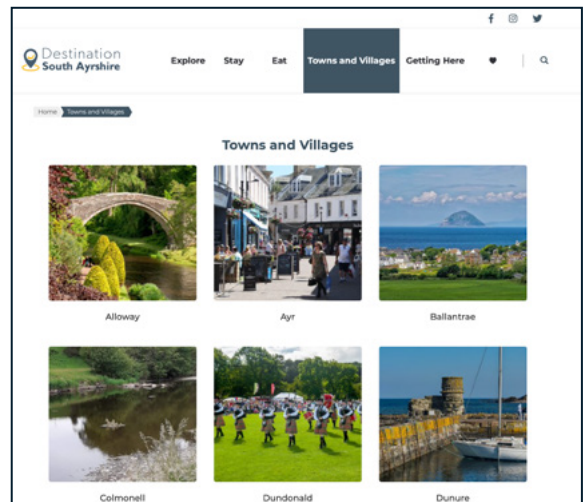 Destination
South Ayrshire
Explore Stay Eat Towns and Villages Getting Here
Home Towns and Villages
Towns and Villages
Alloway Ayr Ballantrae
Colmonell Dundonald Dunure